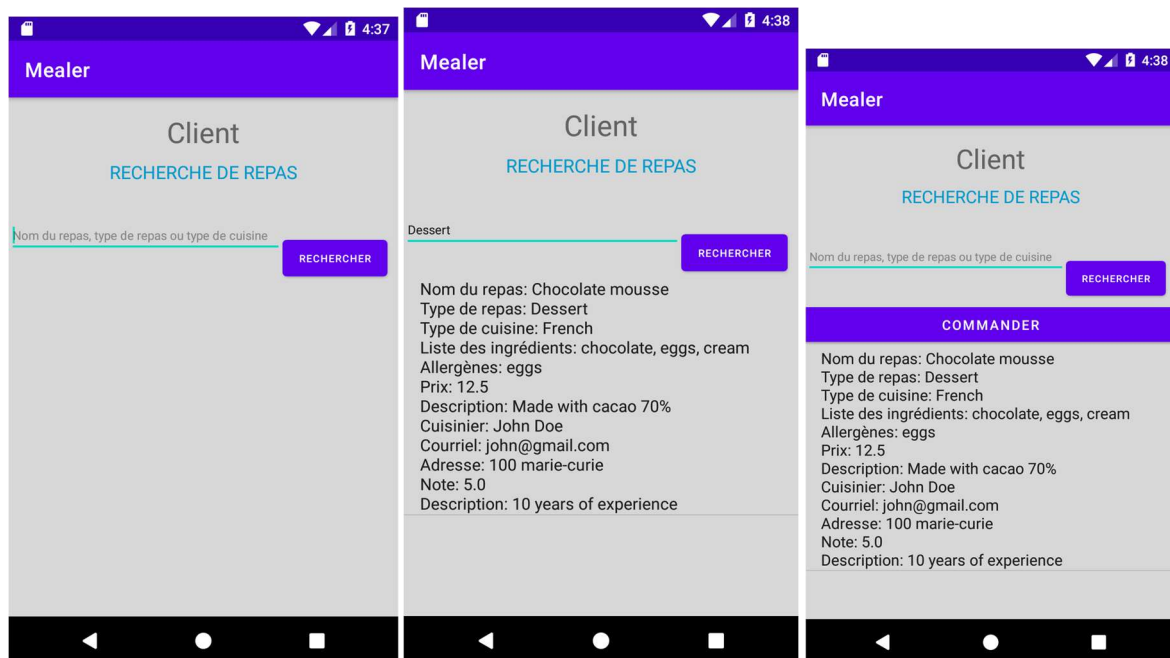 4:37
Mealer
Client
RECHERCHE DE REPAS
Nom du repas, type de repas ou type de cuisine
RECHERCHER
4:38
Mealer
Client
RECHERCHE DE REPAS
Dessert
RECHERCHER
Nom du repas: Chocolate mousse
Type de repas: Dessert
Type de cuisine: French
Liste des ingrédients: chocolate, eggs, cream
Allergènes: eggs
Prix: 12.5
Description: Made with cacao 70%
Cuisinier: John Doe
Courriel: john@gmail.com
Adresse: 100 marie-curie
Note: 5.0
Description: 10 years of experience
4:38
Mealer
Client
RECHERCHE DE REPAS
Nom du repas, type de repas ou type de cuisine
RECHERCHER
COMMANDER
Nom du repas: Chocolate mousse
Type de repas: Dessert
Type de cuisine: French
Liste des ingrédients: chocolate, eggs, cream
Allergènes: eggs
Prix: 12.5
Description: Made with cacao 70%
Cuisinier: John Doe
Courriel: john@gmail.com
Adresse: 100 marie-curie
Note: 5.0
Description: 10 years of experience